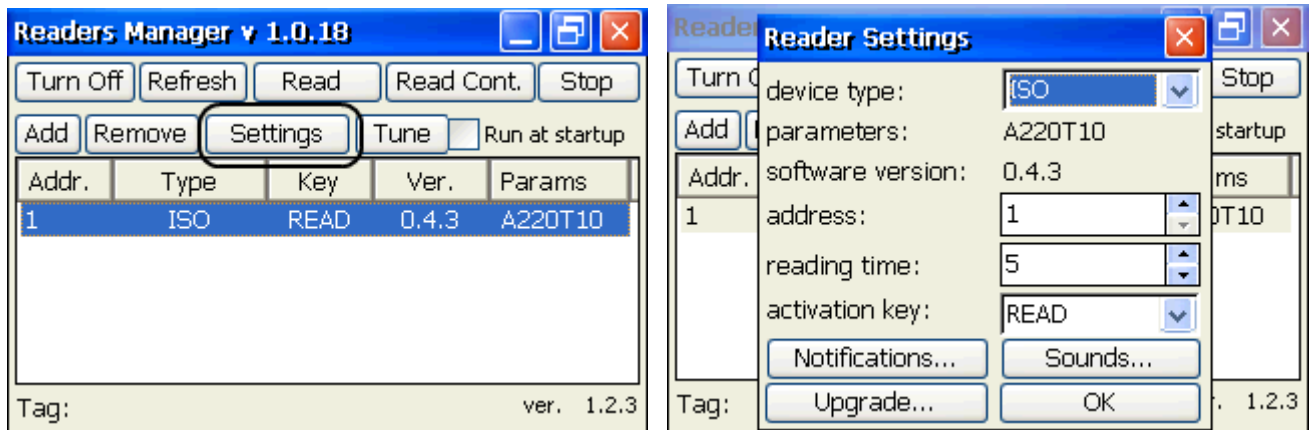 Readers Manager v 1.0.18
Turn Off Refresh Read Read Cont. Stop
Add Remove Settings Tune Run at startup
Addr. Type Key Ver. Params
1 ISO READ 0.4.3 A220T10
Tag: ver. 1.2.3
Reader Settings
Stop
device type: ISO
Add
parameters: A220T10
startup
Addr.
software version: 0.4.3
ms
1
address: 1
0T10
reading time: 5
activation key: READ
Notifications... Sounds...
Tag:
Upgrade... OK
. 1.2.3